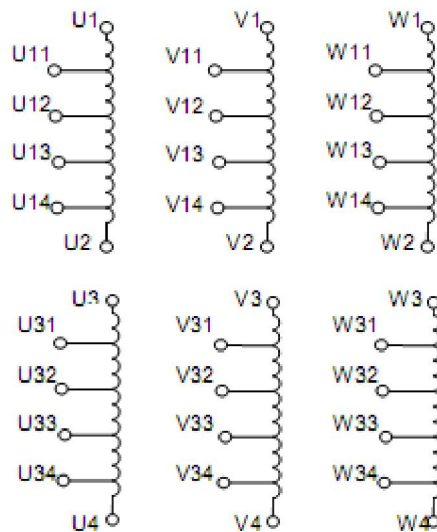 U1 V1 W1
U11 V11 W11
U12 V12 W12
U13 V13 W13
U14 V14 W14
U2 V2 W2
U3 V3 W3
U31 V31 W31
U32 V32 W32
U33 V33 W33
U34 V34 W34
U4 V4 W4